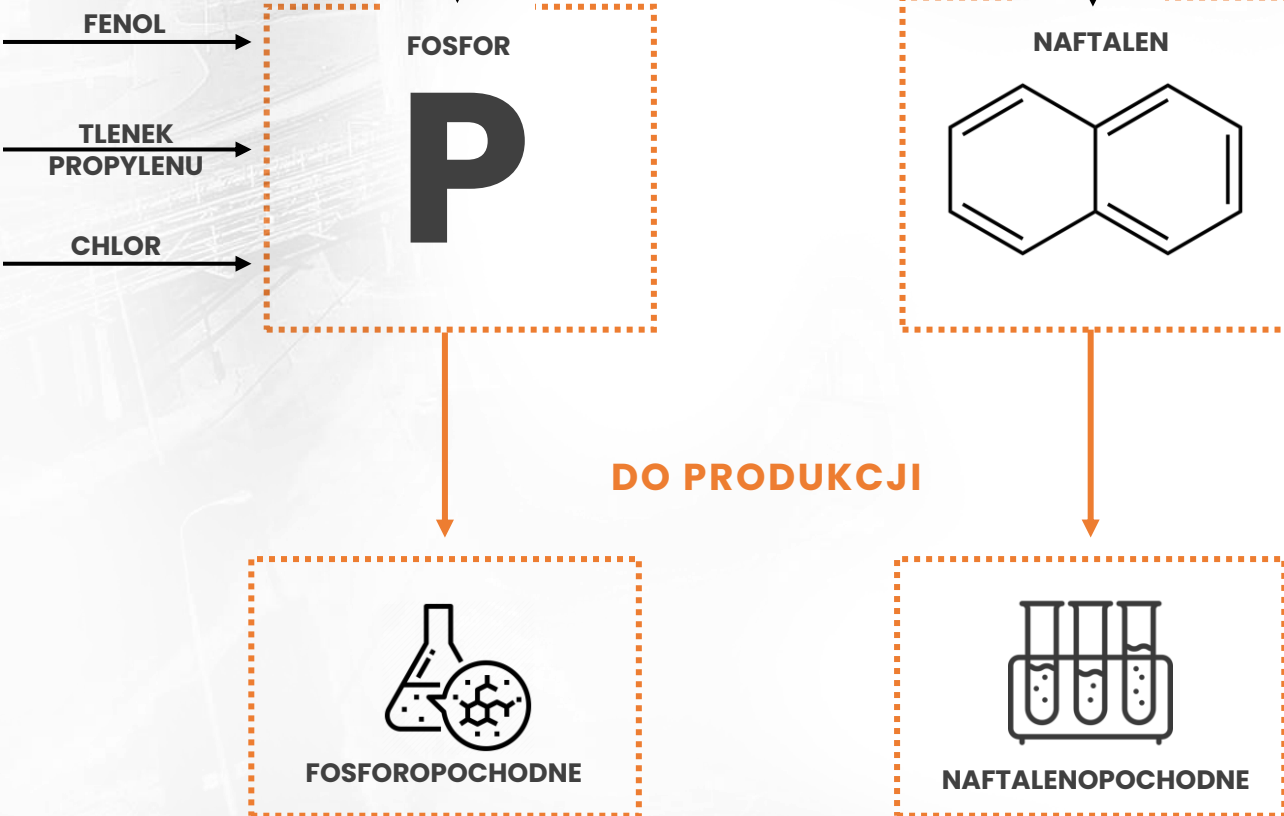 FENOL
FOSFOR
P
TLENEK
PROPYLENU
CHLOR
NAFTALEN
DO PRODUKCJI
FOSFOROPOCHODNE
NAFTALENOPOCHODNE